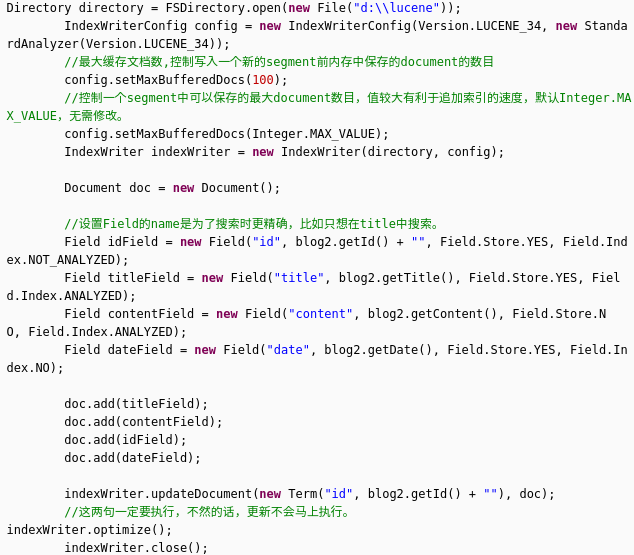 Directory directory = FSDirectory.open(new File("d:\\lucene"));
        IndexWriterConfig config = new IndexWriterConfig(Version.LUCENE_34, new Standa
rdAnalyzer(Version.LUCENE_34));
        //最大缓存文档数,控制写入一个新的segment前内存中保存的document的数目
        config.setMaxBufferedDocs(100);
        //控制一个segment中可以保存的最大document数目，值较大有利于追加索引的速度，默认Integer.MA
X_VALUE，无需修改。
        config.setMaxBufferedDocs(Integer.MAX_VALUE);
        IndexWriter indexWriter = new IndexWriter(directory, config);

        Document doc = new Document();

        //设置Field的name是为了搜索时更精确，比如只想在title中搜索。
        Field idField = new Field("id", blog2.getId() + "", Field.Store.YES, Field.Ind
ex.NOT_ANALYZED);
        Field titleField = new Field("title", blog2.getTitle(), Field.Store.YES, Fiel
d.Index.ANALYZED);
        Field contentField = new Field("content", blog2.getContent(), Field.Store.N
O, Field.Index.ANALYZED);
        Field dateField = new Field("date", blog2.getDate(), Field.Store.YES, Field.In
dex.NO);

        doc.add(titleField);
        doc.add(contentField);
        doc.add(idField);
        doc.add(dateField);

        indexWriter.updateDocument(new Term("id", blog2.getId() + ""), doc);
        //这两句一定要执行，不然的话，更新不会马上执行。
indexWriter.optimize();
        indexWriter.close();